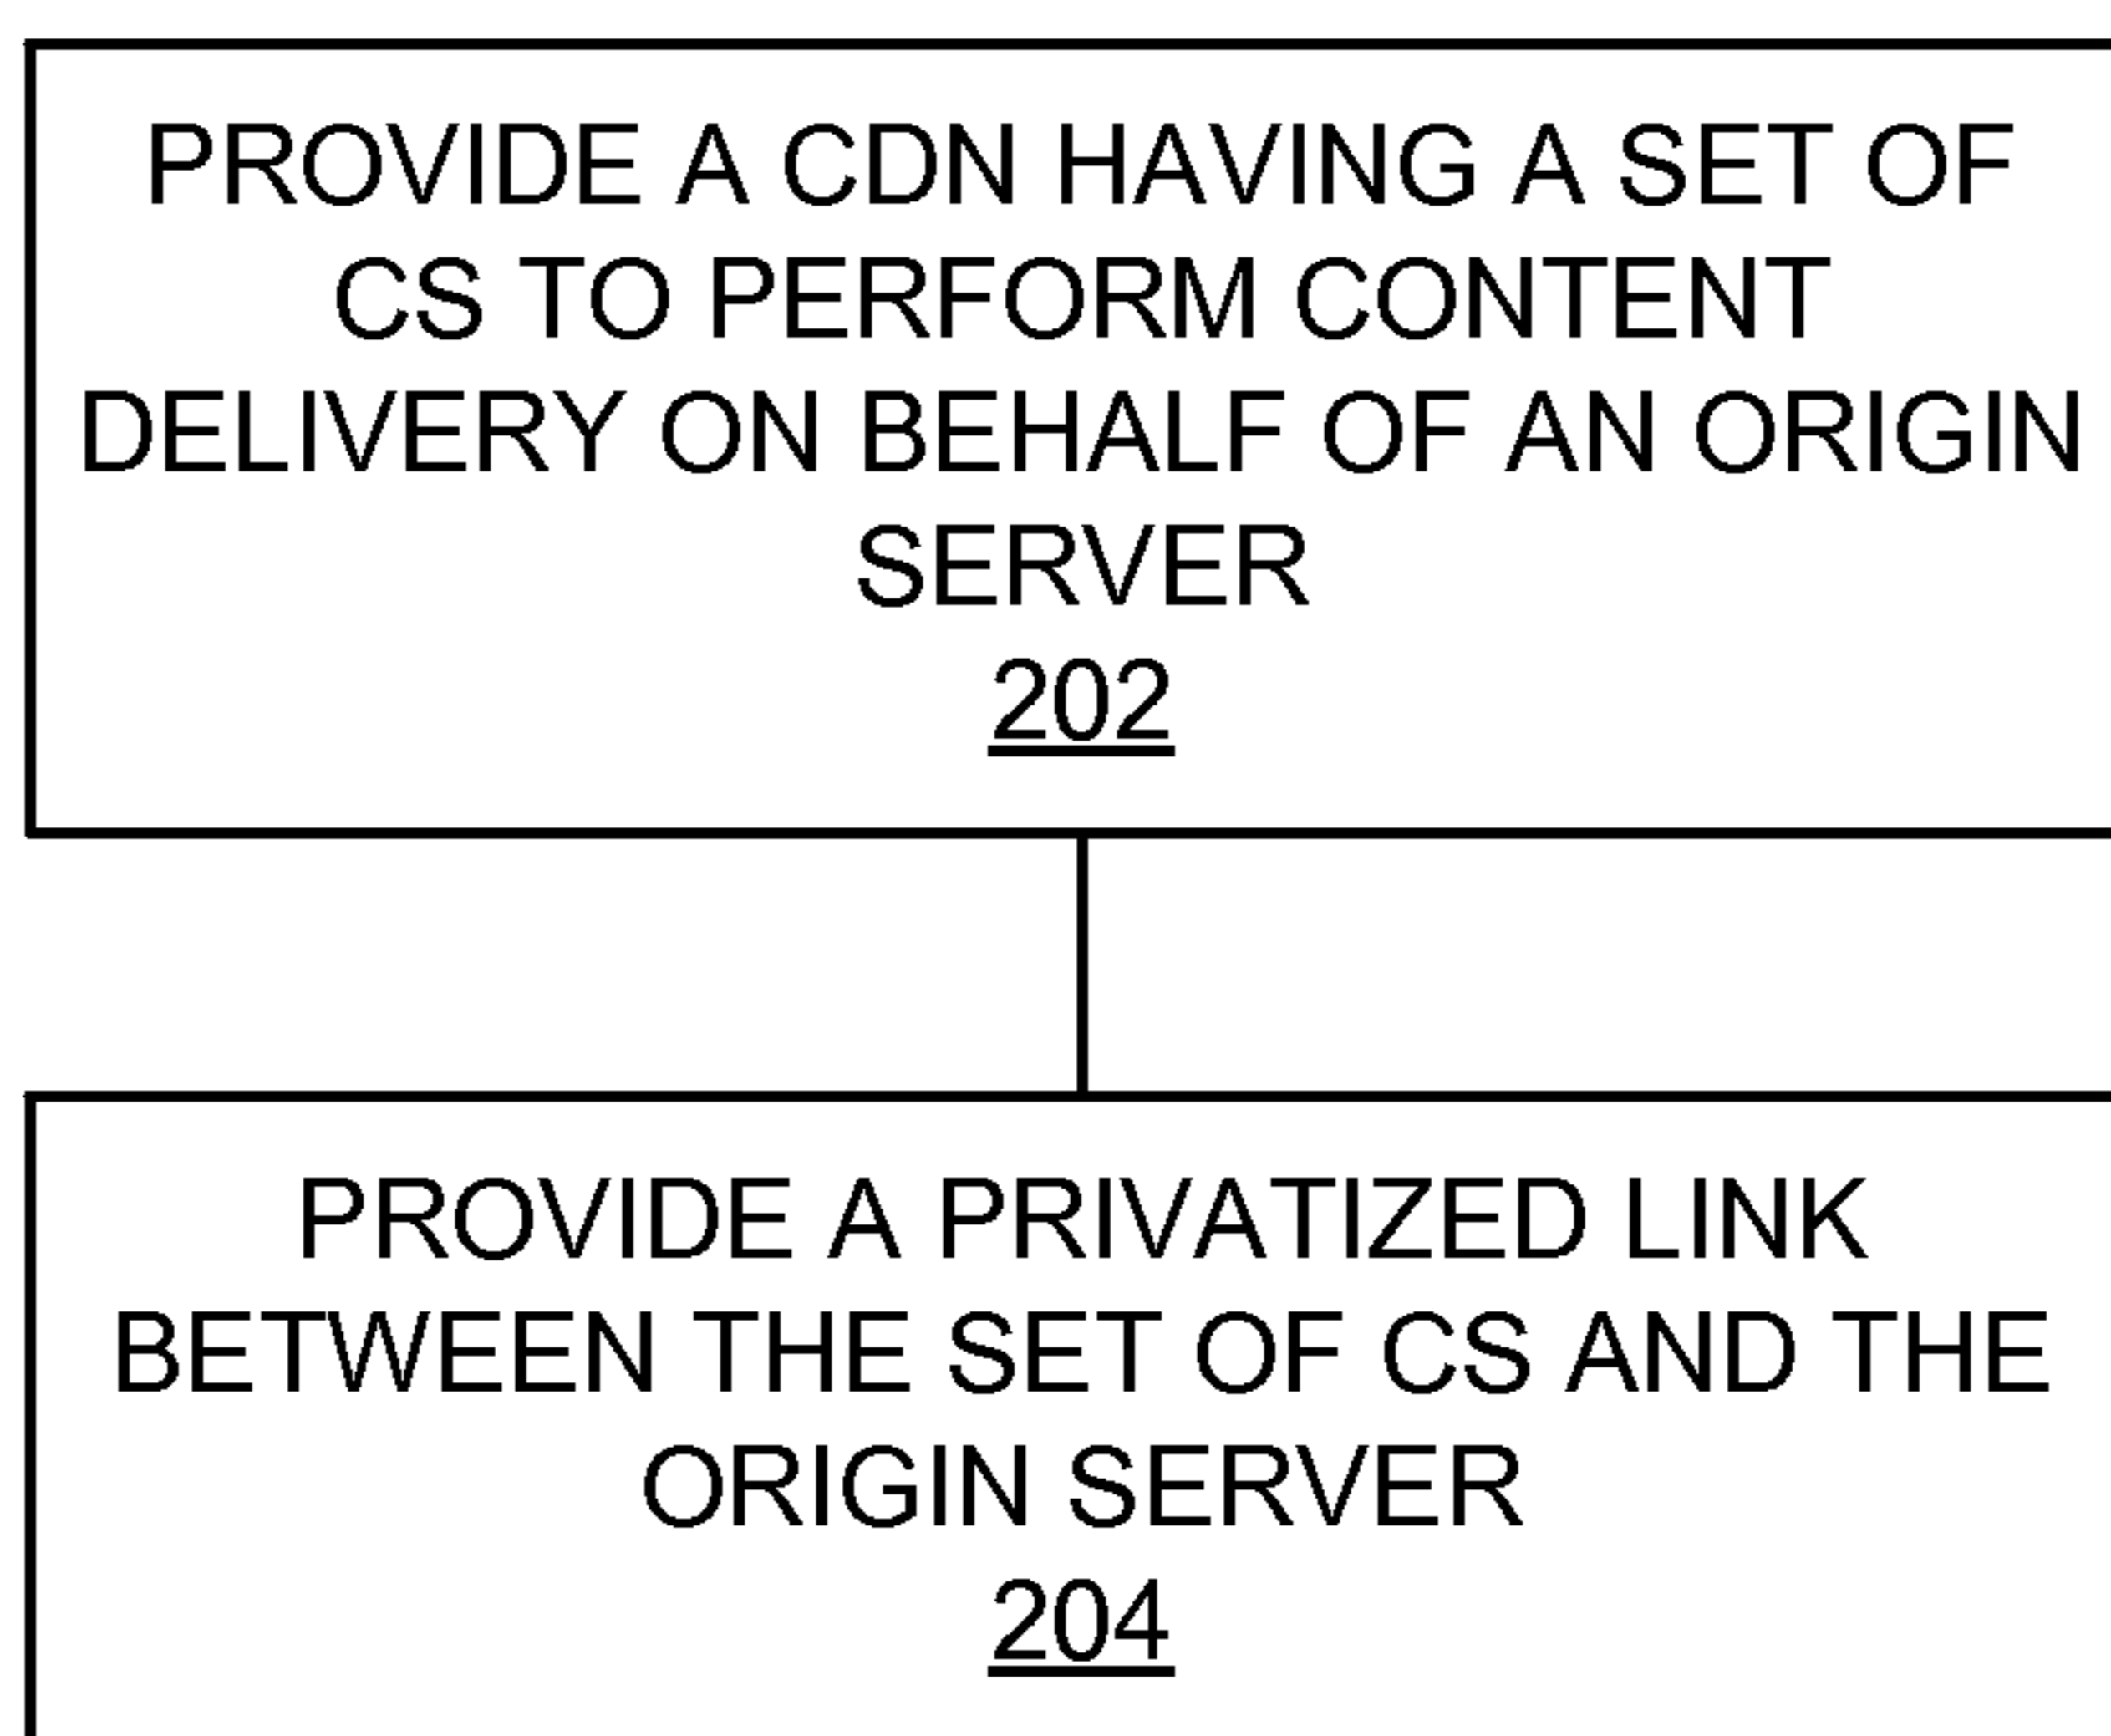 PROVIDE A CDN HAVING A SET OF
CS TO PERFORM CONTENT
DELIVERY ON BEHALF OF AN ORIGIN
SERVER
202
PROVIDE A PRIVATIZED LINK
BETWEEN THE SET OF CS AND THE
ORIGIN SERVER
204